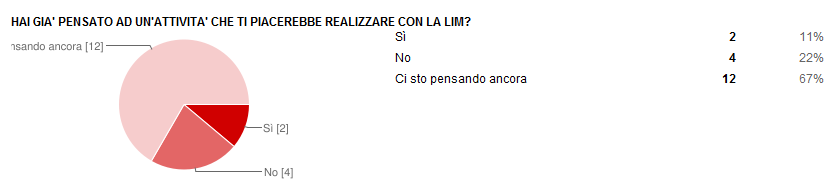 HAI GIA' PENSATO AD UN'ATTIVITA' CHE TI PIACEREBBE REALIZZARE CON LA LIM?
Sì 2 11%
No 4 22%
Ci sto pensando ancora 12 67%
nsando ancora [12]
Sì [2]
No [4]